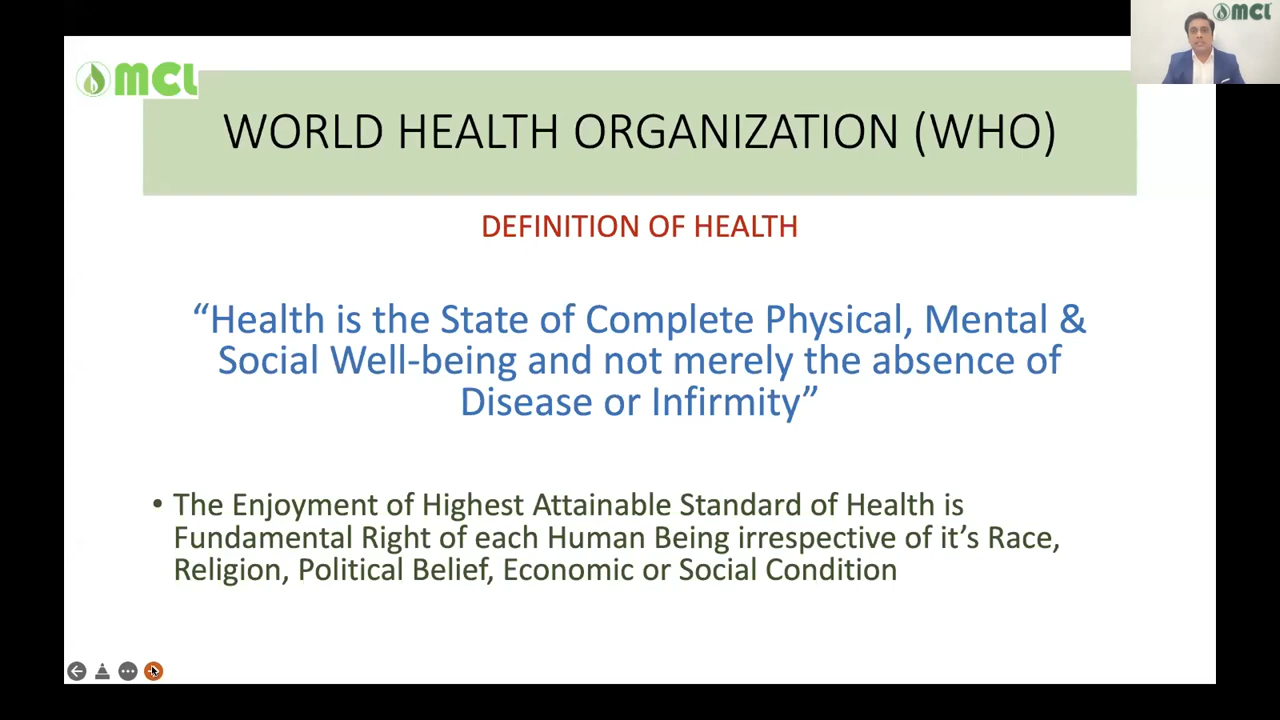 MCL
MCL
WORLD HEALTH ORGANIZATION (WHO)
DEFINITION OF HEALTH
“Health is the State of Complete Physical, Mental &
Social Well-being and not merely the absence of
Disease or Infirmity”
• The Enjoyment of Highest Attainable Standard of Health is
Fundamental Right of each Human Being irrespective of it’s Race,
Religion, Political Belief, Economic or Social Condition